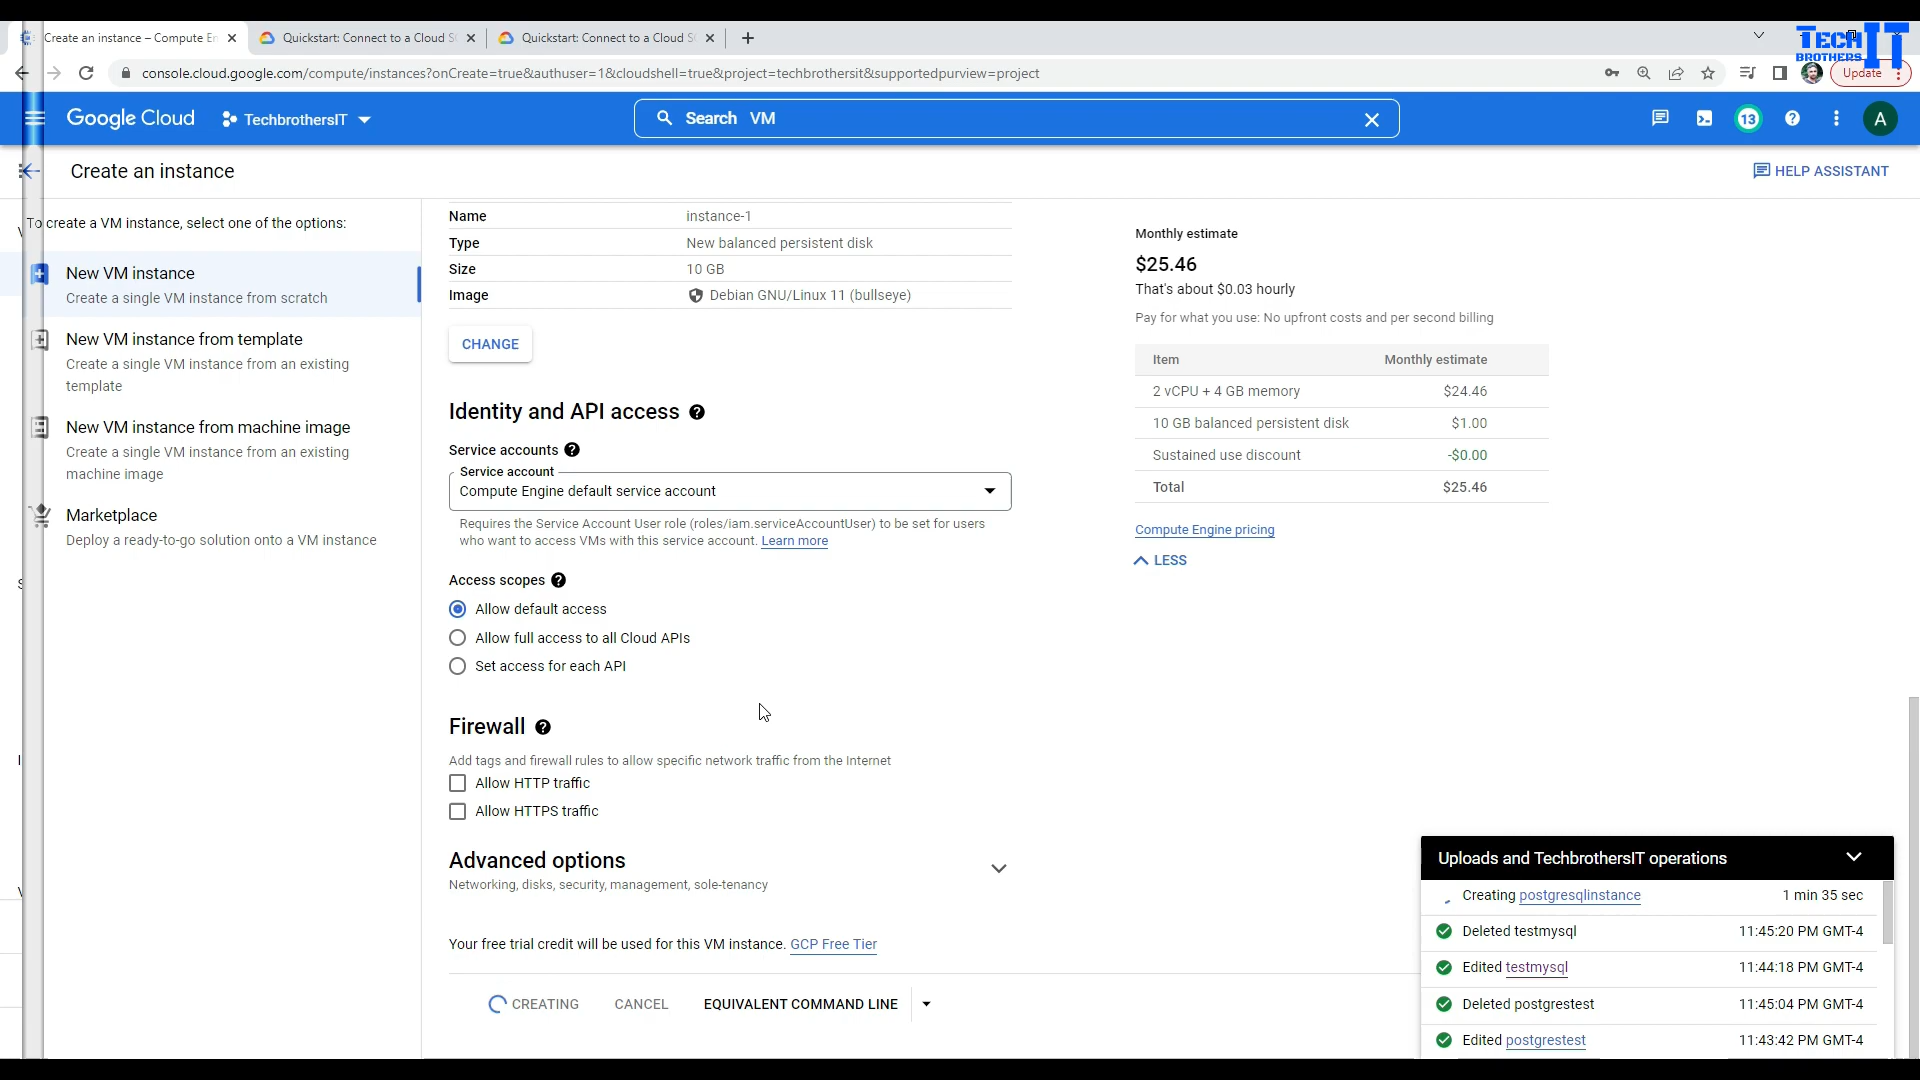 Create an instance – Compute En
Quickstart: Connect to a Cloud S
Quickstart: Connect to a Cloud S
TECH IT
BROTHERS
console.cloud.google.com/compute/instances?onCreate=true&authuser=1&cloudshell=true&project=techbrothersit&supportedpurview=project
Update
Google Cloud
TechbrothersIT
Search VM
13
A
Create an instance
HELP ASSISTANT
To create a VM instance, select one of the options:
New VM instance
Create a single VM instance from scratch
New VM instance from template
Create a single VM instance from an existing
template
New VM instance from machine image
Create a single VM instance from an existing
machine image
Marketplace
Deploy a ready-to-go solution onto a VM instance
Name instance-1
Type New balanced persistent disk
Size 10 GB
Image Debian GNU/Linux 11 (bullseye)
CHANGE
Identity and API access
Service accounts
Service account
Compute Engine default service account
Requires the Service Account User role (roles/iam.serviceAccountUser) to be set for users
who want to access VMs with this service account. Learn more
Access scopes
Allow default access
Allow full access to all Cloud APIs
Set access for each API
Firewall
Add tags and firewall rules to allow specific network traffic from the Internet
Allow HTTP traffic
Allow HTTPS traffic
Advanced options
Networking, disks, security, management, sole-tenancy
Your free trial credit will be used for this VM instance. GCP Free Tier
CREATING CANCEL EQUIVALENT COMMAND LINE
Monthly estimate
$25.46
That's about $0.03 hourly
Pay for what you use: No upfront costs and per second billing
Item Monthly estimate
2 vCPU + 4 GB memory $24.46
10 GB balanced persistent disk $1.00
Sustained use discount -$0.00
Total $25.46
Compute Engine pricing
LESS
Uploads and TechbrothersIT operations
Creating postgresqlinstance 1 min 35 sec
Deleted testmysql 11:45:20 PM GMT-4
Edited testmysql 11:44:18 PM GMT-4
Deleted postgrestest 11:45:04 PM GMT-4
Edited postgrestest 11:43:42 PM GMT-4